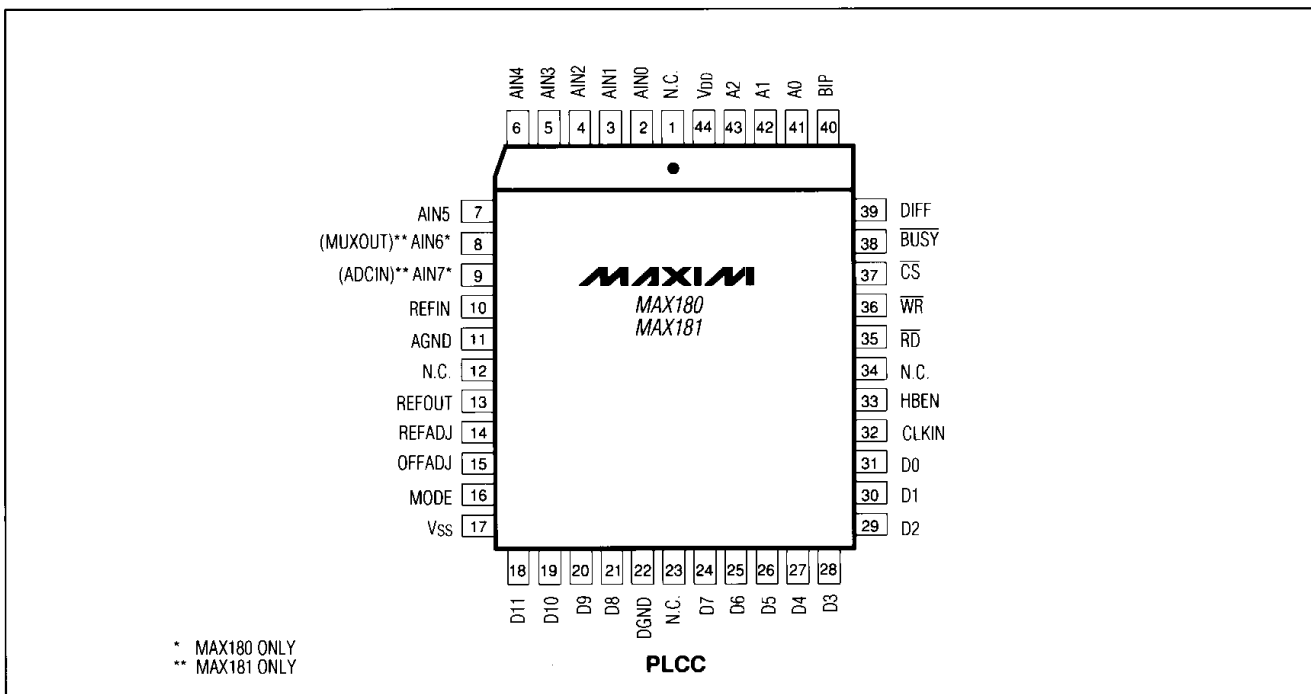 AIN4 AIN3 AIN2 AIN1 AIN0 N.C. VDD A2 A1 A0 BIP
6 5 4 3 2 1 44 43 42 41 40
AIN5 7
(MUXOUT)** AIN6* 8
(ADCIN)** AIN7* 9
REFIN 10
AGND 11
N.C. 12
REFOUT 13
REFADJ 14
OFFADJ 15
MODE 16
VSS 17
MAXIM
MAX180
MAX181
39 DIFF
38 B̅U̅S̅Y̅
37 C̅S̅
36 W̅R̅
35 R̅D̅
34 N.C.
33 HBEN
32 CLKIN
31 D0
30 D1
29 D2
18 19 20 21 22 23 24 25 26 27 28
D11 D10 D9 D8 DGND N.C. D7 D6 D5 D4 D3
* MAX180 ONLY
** MAX181 ONLY
PLCC